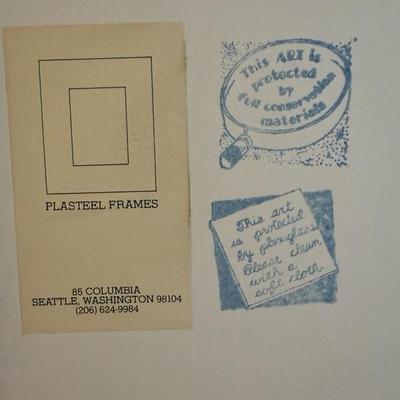 PLASTEEL FRAMES
85 COLUMBIA
SEATTLE, WASHINGTON 98104
(206) 624-9984
This ART is
protected
by
full conservation
materials
This art
is protected
by plexiglass.
Please clean
with a
soft cloth.